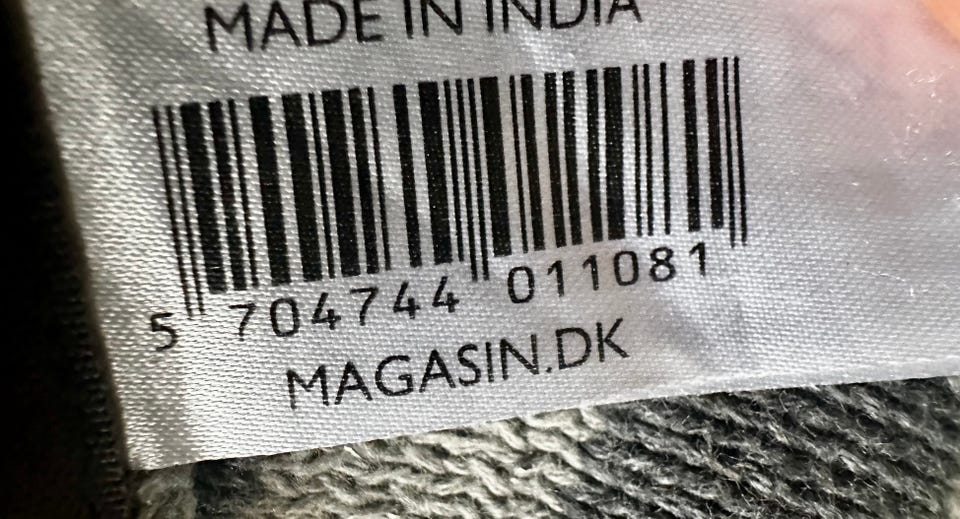 MADE IN INDIA
5 704744 011081
MAGASIN.DK